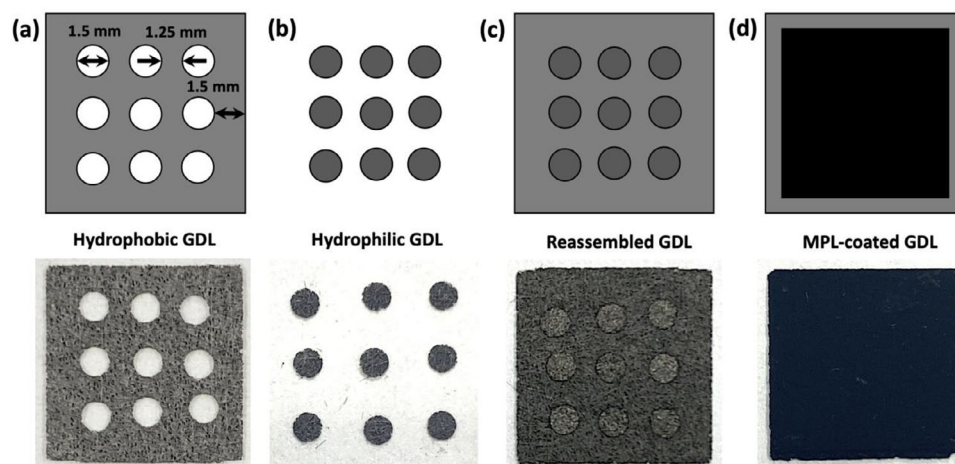 (a)
1.5 mm
1.25 mm
1.5 mm
(b)
(c)
(d)
Hydrophobic GDL
Hydrophilic GDL
Reassembled GDL
MPL-coated GDL